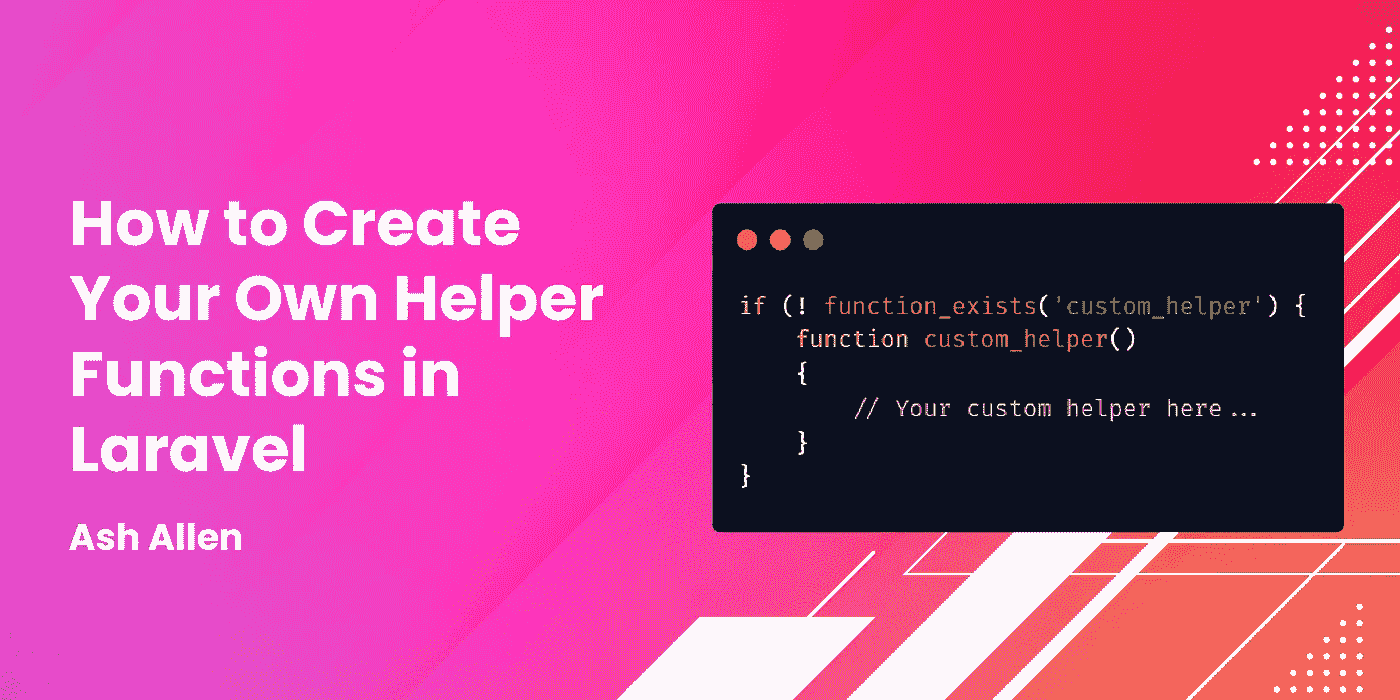 How to Create
Your Own Helper
Functions in
Laravel
Ash Allen
if (! function_exists('custom_helper') {
    function custom_helper()
    {
        // Your custom helper here...
    }
}